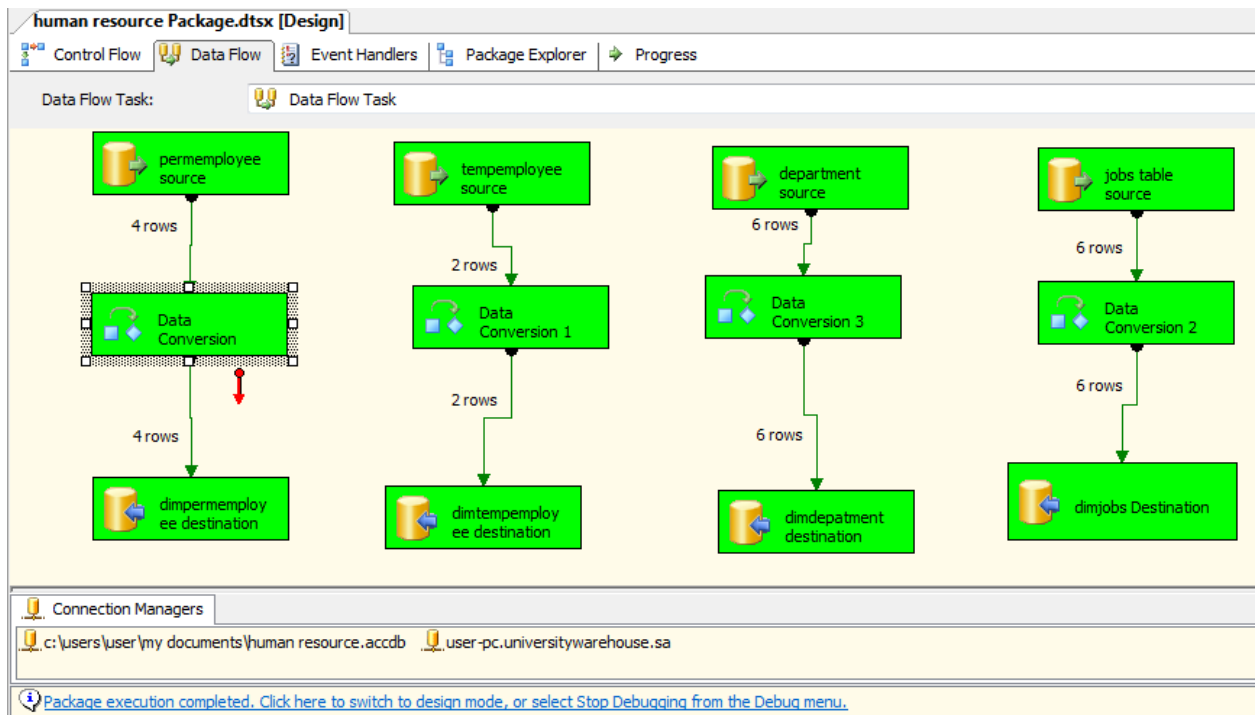 human resource Package.dtsx [Design]
Control Flow Data Flow Event Handlers Package Explorer Progress
Data Flow Task: Data Flow Task
permemployee
source
tempemployee
source
department
source
jobs table
source
4 rows
2 rows
6 rows
6 rows
Data
Conversion
Data
Conversion 1
Data
Conversion 3
Data
Conversion 2
4 rows
2 rows
6 rows
6 rows
dimpermemploy
ee destination
dimtempemploy
ee destination
dimdepatment
destination
dimjobs Destination
Connection Managers
c:\users\user\my documents\human resource.accdb user-pc.universitywarehouse.sa
Package execution completed. Click here to switch to design mode, or select Stop Debugging from the Debug menu.